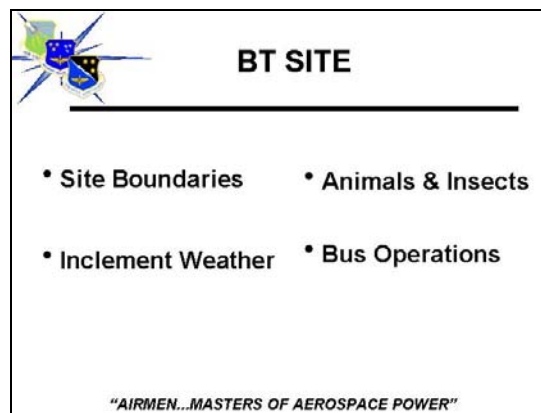 BT SITE
• Site Boundaries
• Inclement Weather
• Animals & Insects
• Bus Operations
“AIRMEN...MASTERS OF AEROSPACE POWER”